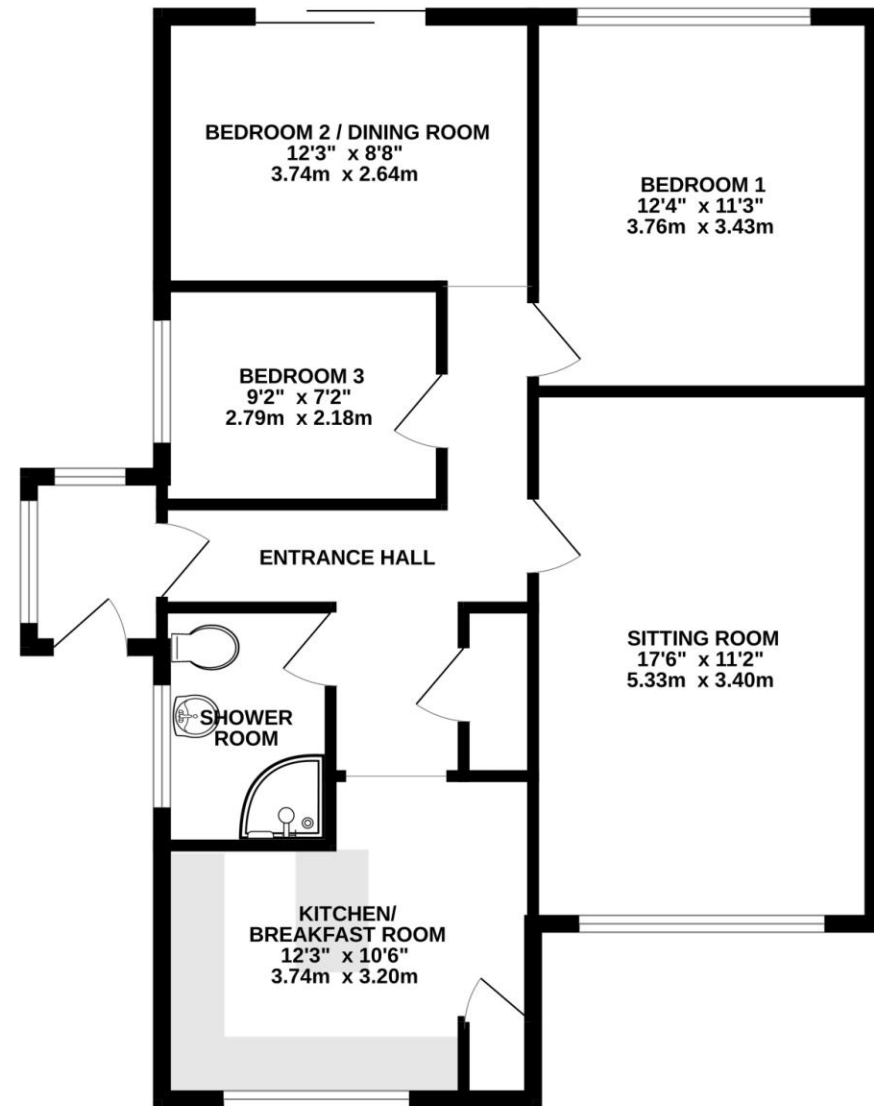 BEDROOM 2 / DINING ROOM
12'3" x 8'8"
3.74m x 2.64m
BEDROOM 1
12'4" x 11'3"
3.76m x 3.43m
BEDROOM 3
9'2" x 7'2"
2.79m x 2.18m
ENTRANCE HALL
SITTING ROOM
17'6" x 11'2"
5.33m x 3.40m
SHOWER
ROOM
KITCHEN/
BREAKFAST ROOM
12'3" x 10'6"
3.74m x 3.20m